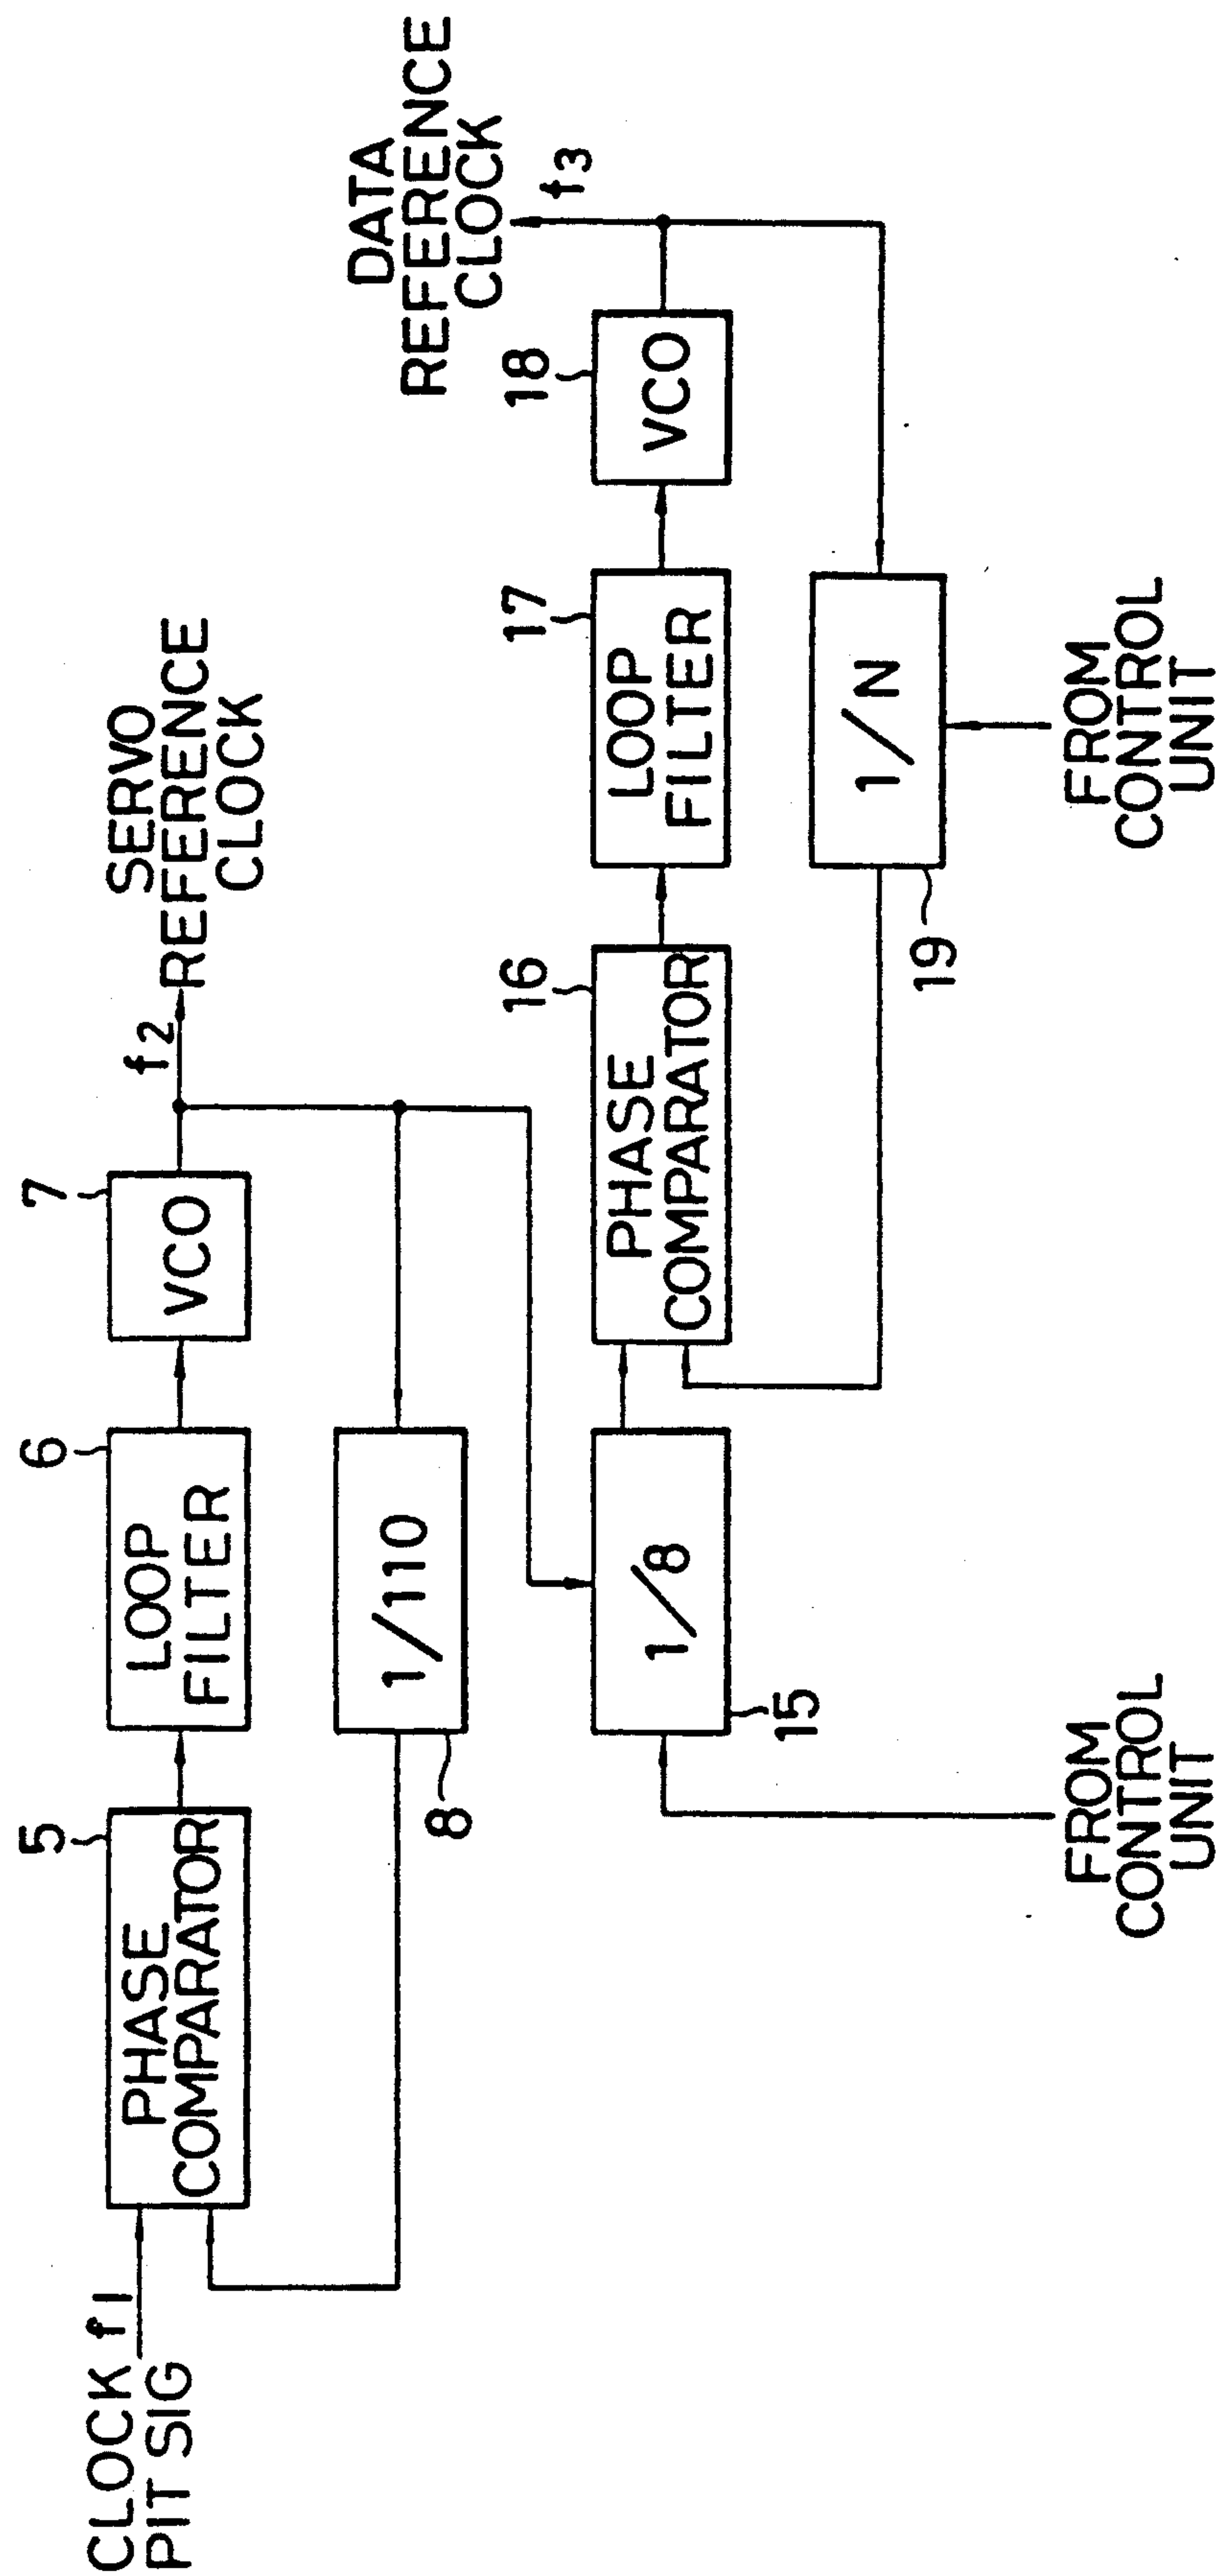 CLOCK f1
PIT SIG
5
PHASE
COMPARATOR
6
LOOP
FILTER
7
VCO
f2
SERVO
REFERENCE
CLOCK
1/110
8
1/8
15
FROM
CONTROL
UNIT
16
PHASE
COMPARATOR
17
LOOP
FILTER
18
VCO
DATA
REFERENCE
CLOCK
f3
1/N
19
FROM
CONTROL
UNIT